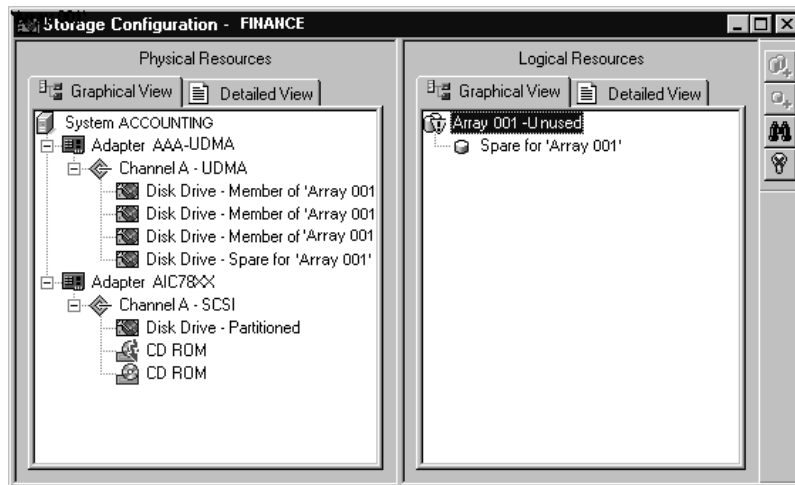 Storage Configuration - FINANCE
Physical Resources
Graphical View Detailed View
System ACCOUNTING
Adapter AAA-UDMA
Channel A - UDMA
Disk Drive - Member of 'Array 001
Disk Drive - Member of 'Array 001
Disk Drive - Member of 'Array 001
Disk Drive - Spare for 'Array 001'
Adapter AIC78XX
Channel A - SCSI
Disk Drive - Partitioned
CD ROM
CD ROM
Logical Resources
Graphical View Detailed View
Array 001 -Unused
Spare for 'Array 001'